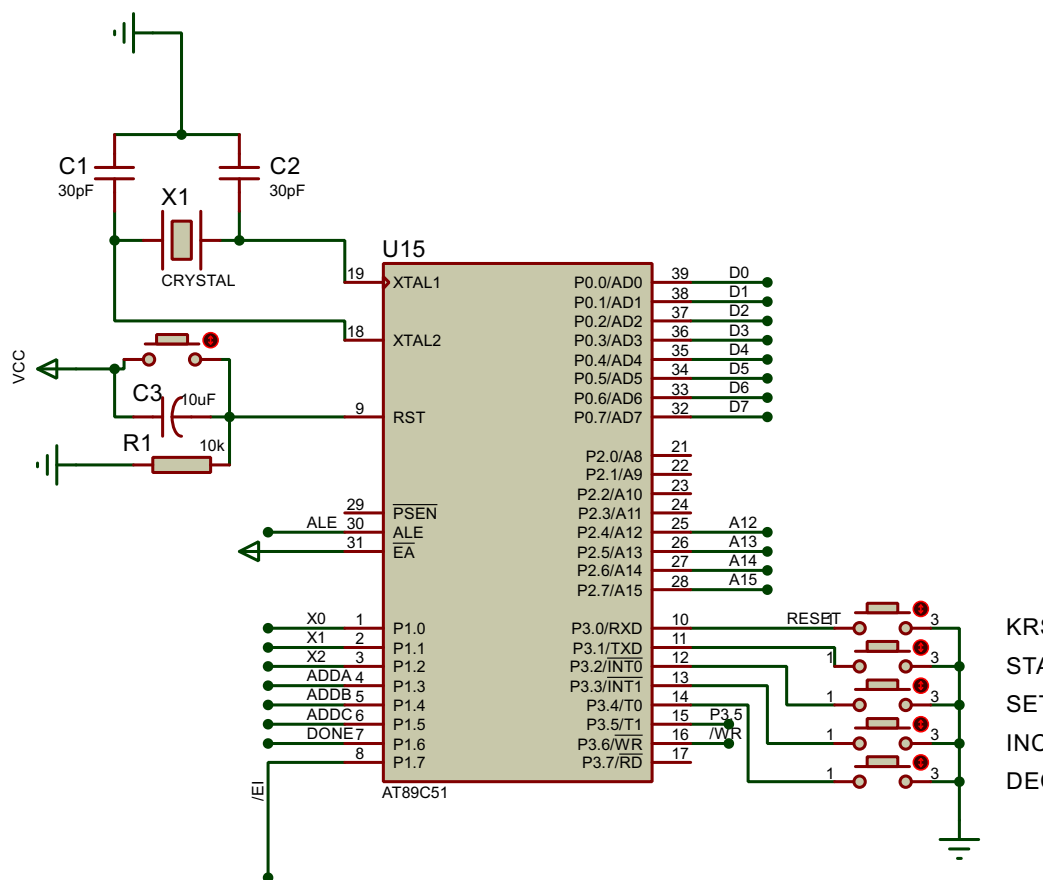 C1
30pF
C2
30pF
X1
CRYSTAL
U15
19 XTAL1
18 XTAL2
VCC
C3 10uF
R1 10k
9 RST
29 PSEN
ALE 30 ALE
31 EA
X0 1 P1.0
X1 2 P1.1
X2 3 P1.2
ADDA 4 P1.3
ADDB 5 P1.4
ADDC 6 P1.5
DONE 7 P1.6
8 P1.7
/EI
AT89C51
P0.0/AD0 39 D0
P0.1/AD1 38 D1
P0.2/AD2 37 D2
P0.3/AD3 36 D3
P0.4/AD4 35 D4
P0.5/AD5 34 D5
P0.6/AD6 33 D6
P0.7/AD7 32 D7
P2.0/A8 21
P2.1/A9 22
P2.2/A10 23
P2.3/A11 24
P2.4/A12 25 A12
P2.5/A13 26 A13
P2.6/A14 27 A14
P2.7/A15 28 A15
P3.0/RXD 10 RESET 1 3
P3.1/TXD 11 1 3
P3.2/INT0 12 1 3
P3.3/INT1 13 1 3
P3.4/T0 14 1 3
P3.5/T1 15 P3.5
P3.6/WR 16 /WR
P3.7/RD 17